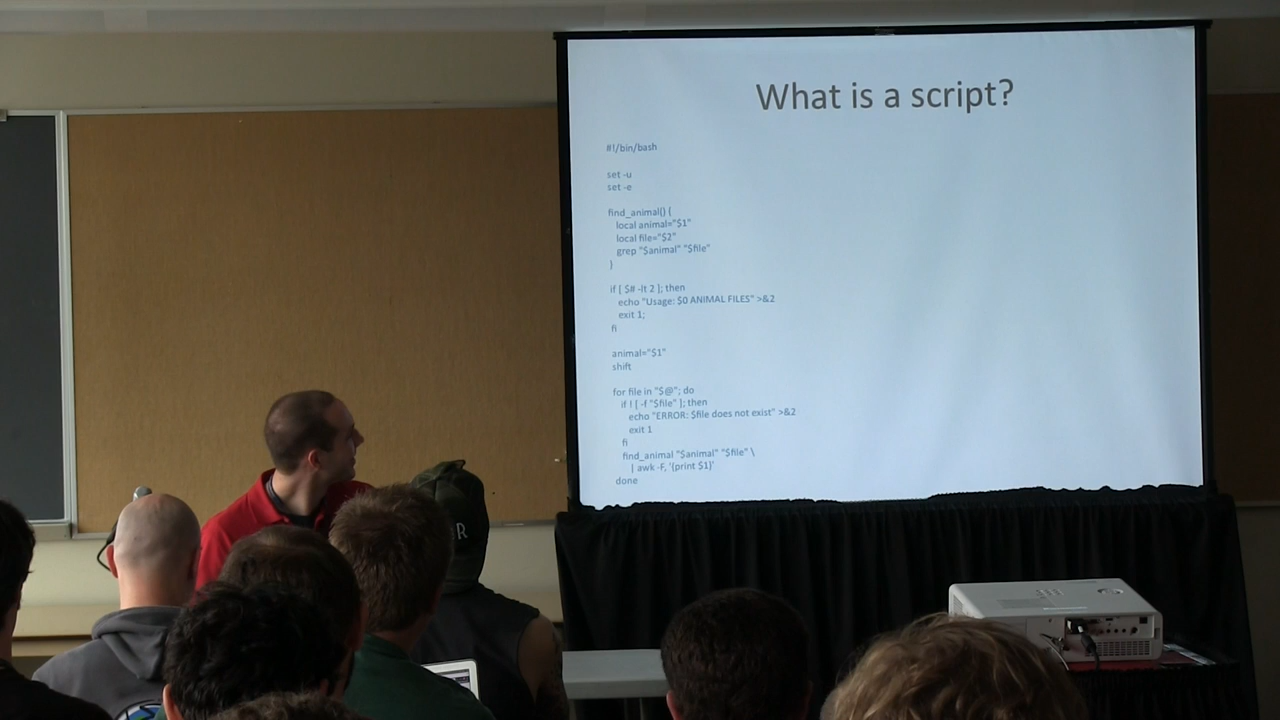 What is a script?
#!/bin/bash
set -u
set -e
find_animal() {
local animal="$1"
local file="$2"
grep "$animal" "$file"
}
if [ $# -lt 2 ]; then
echo "Usage: $0 ANIMAL FILES" >&2
exit 1;
fi
animal="$1"
shift
for file in "$@"; do
if ! [ -f "$file" ]; then
echo "ERROR: $file does not exist" >&2
exit 1
fi
find_animal "$animal" "$file" \
| awk -F, '{print $1}'
done
R